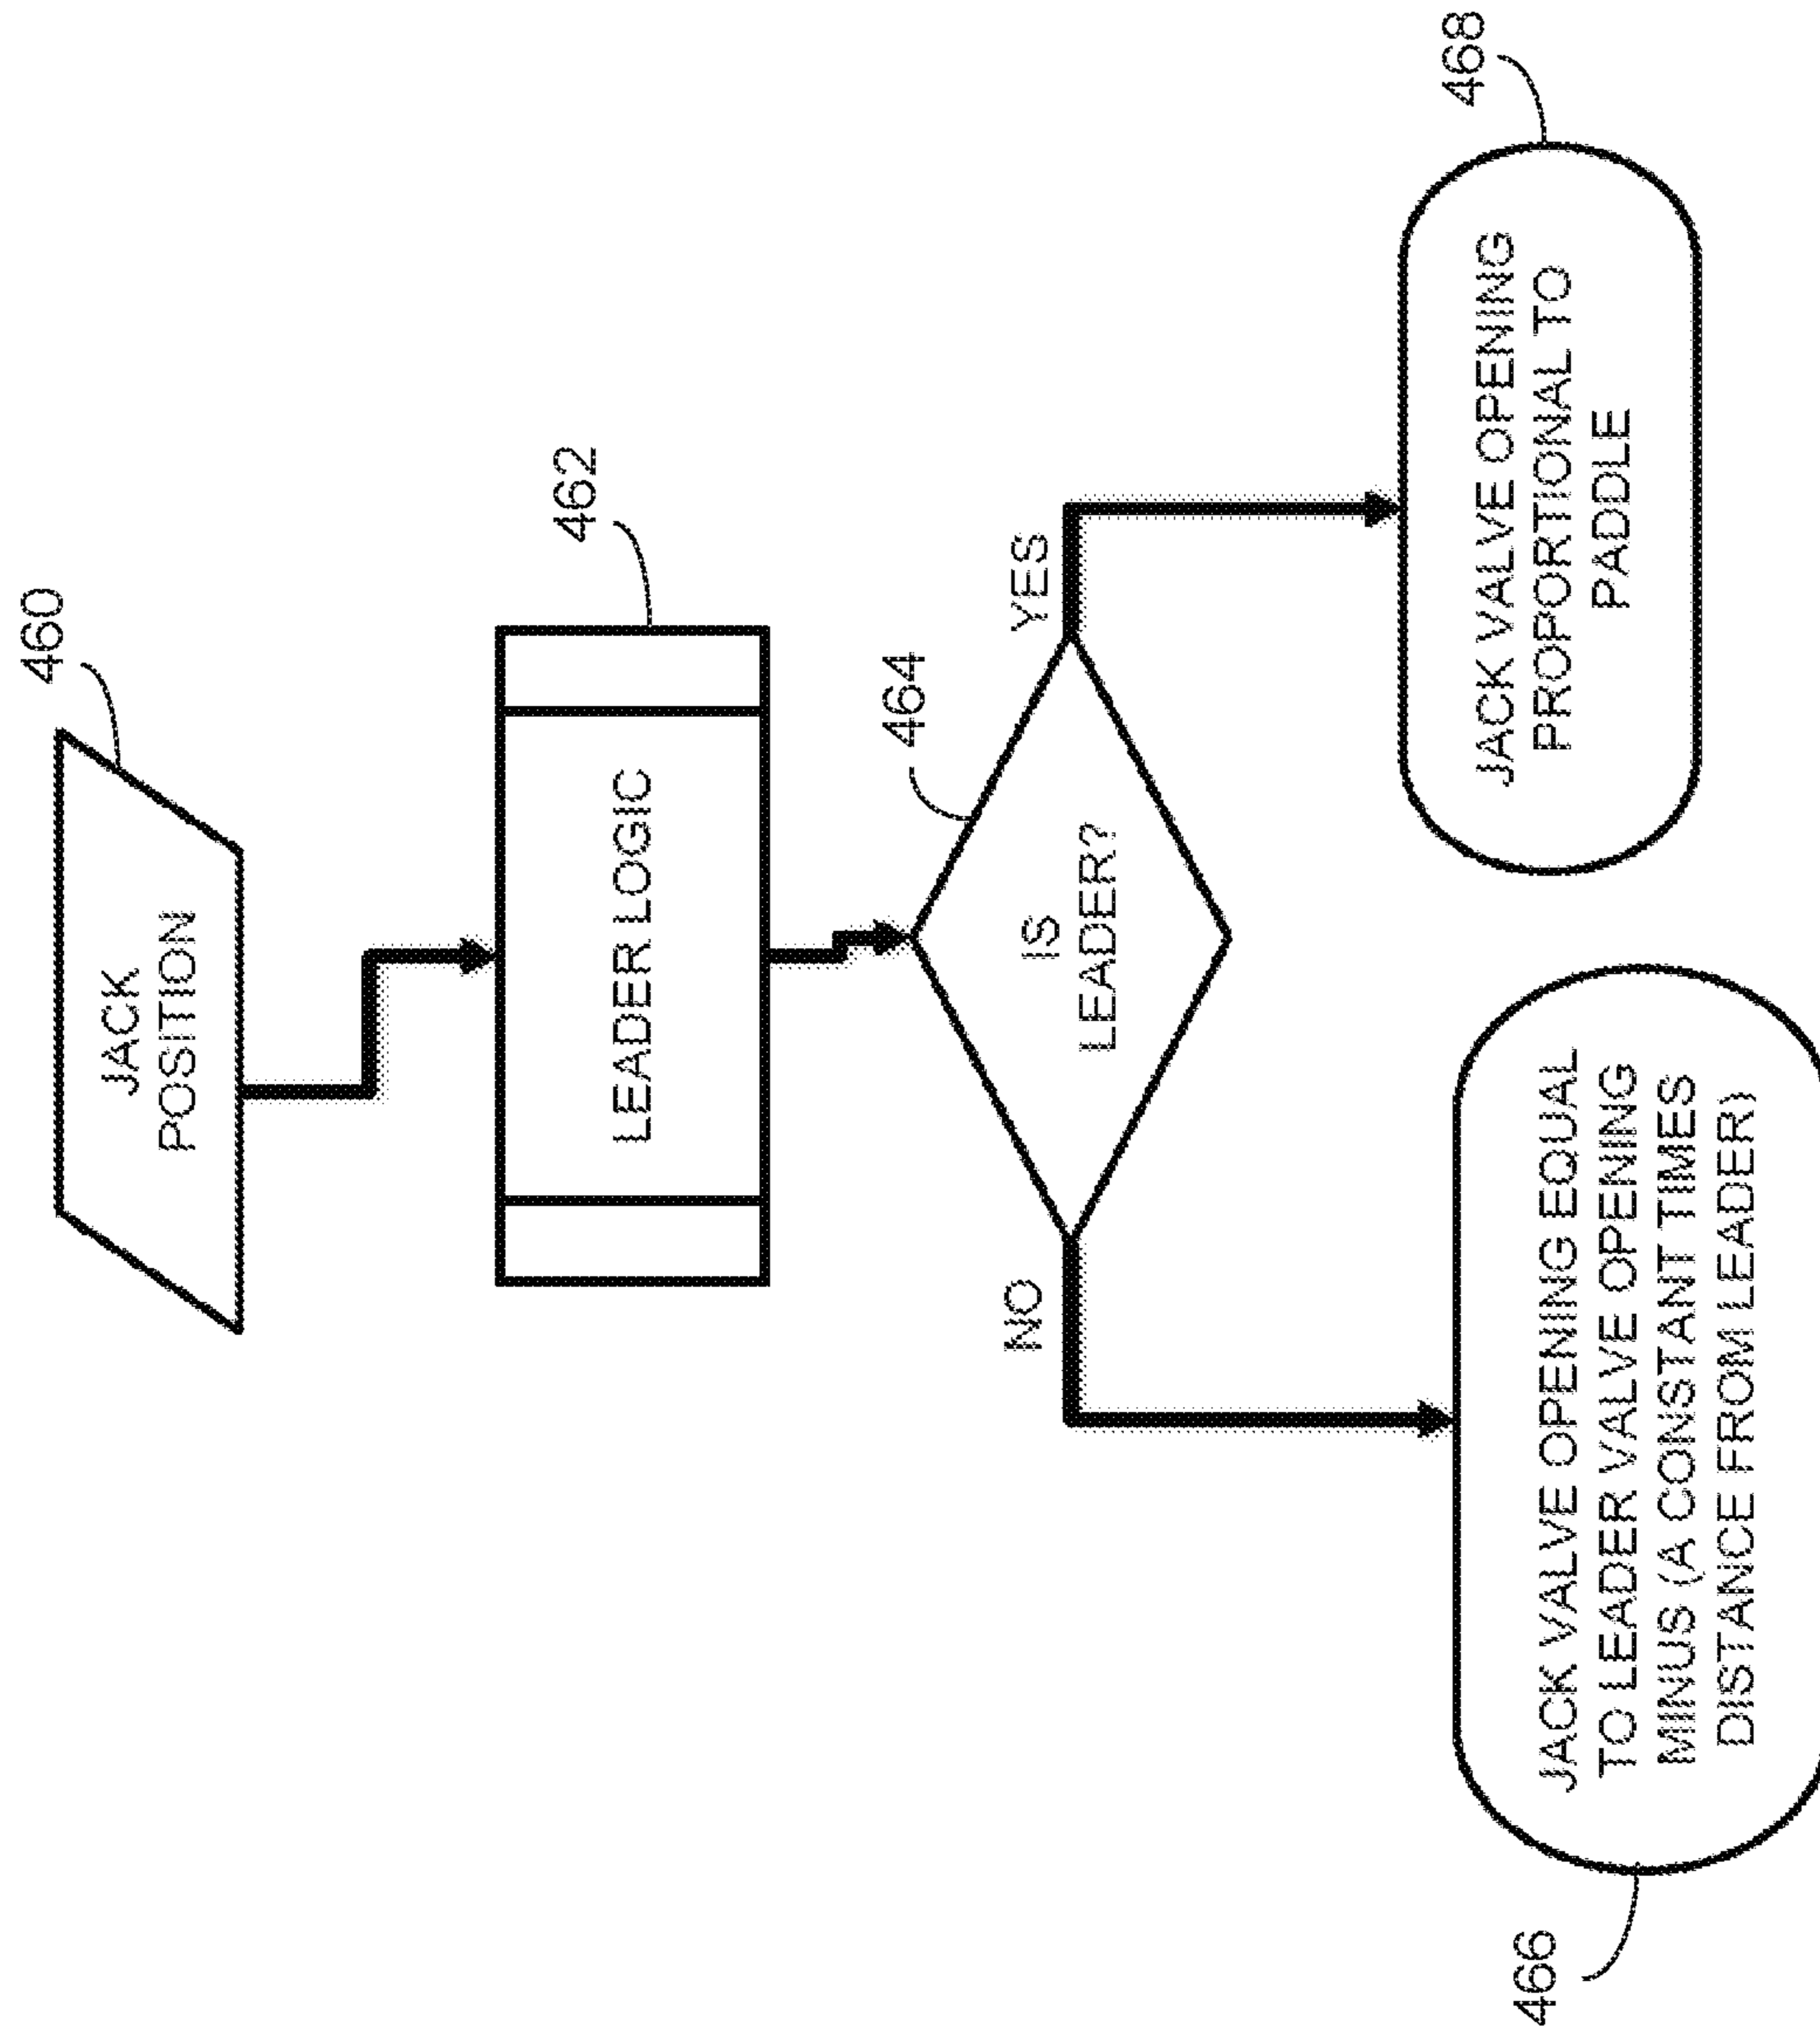 460
JACK
POSITION
462
LEADER LOGIC
464
IS
LEADER?
NO
YES
466
JACK VALVE OPENING EQUAL
TO LEADER VALVE OPENING
MINUS (A CONSTANT TIMES
DISTANCE FROM LEADER)
468
JACK VALVE OPENING
PROPORTIONAL TO
PADDLE